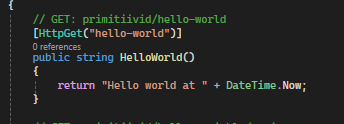 {
// GET: primitiivid/hello-world
[HttpGet("hello-world")]
0 references
public string HelloWorld()
{
return "Hello world at " + DateTime.Now;
}